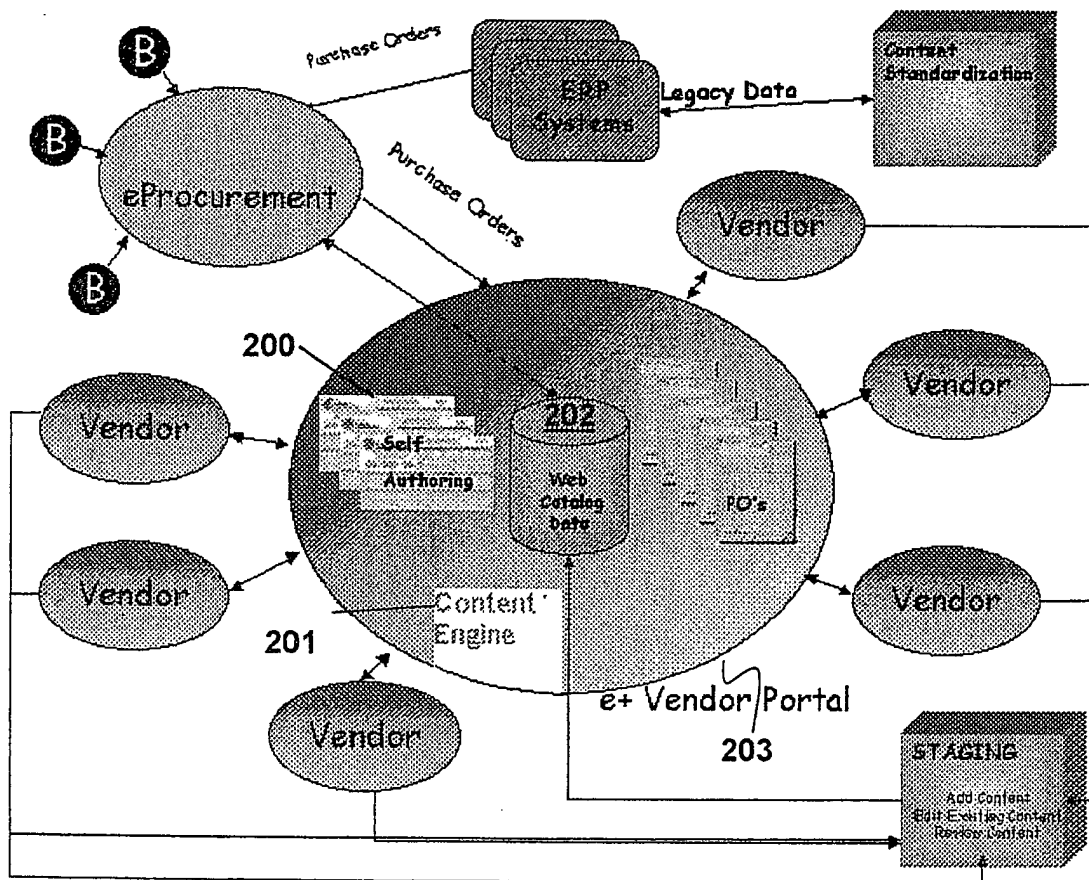 B
B
B
eProcurement
Purchase Orders
Purchase Orders
ERP
Systems
Legacy Data
Content
Standardization
Vendor
Vendor
Vendor
Vendor
Vendor
Vendor
200
Self
Authoring
202
Web
Catalog
Data
PO's
Content
Engine
201
e+ Vendor Portal
203
STAGING
Add Content
Edit Existing Content
Review Content